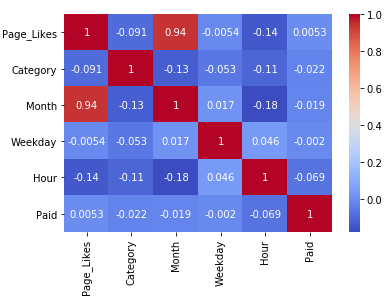 Page_Likes 1 -0.091 0.94 -0.0054 -0.14 0.0053
Category -0.091 1 -0.13 -0.053 -0.11 -0.022
Month 0.94 -0.13 1 0.017 -0.18 -0.019
Weekday -0.0054 -0.053 0.017 1 0.046 -0.002
Hour -0.14 -0.11 -0.18 0.046 1 -0.069
Paid 0.0053 -0.022 -0.019 -0.002 -0.069 1
Page_Likes Category Month Weekday Hour Paid
1.0
0.8
0.6
0.4
0.2
0.0